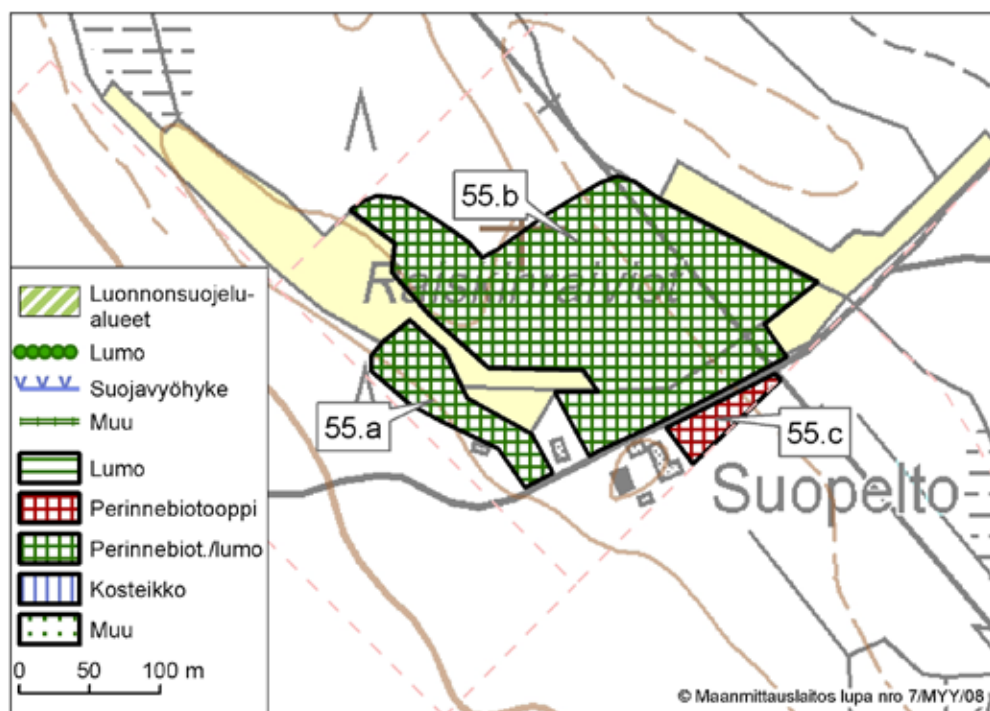 55.b
55.a
55.c
Suopelto
Luonnonsuojelu-
alueet
Lumo
Suojavyöhyke
Muu
Lumo
Perinnebiotooppi
Perinnebiot./lumo
Kosteikko
Muu
0 50 100 m
© Maanmittauslaitos lupa nro 7/MYY/08